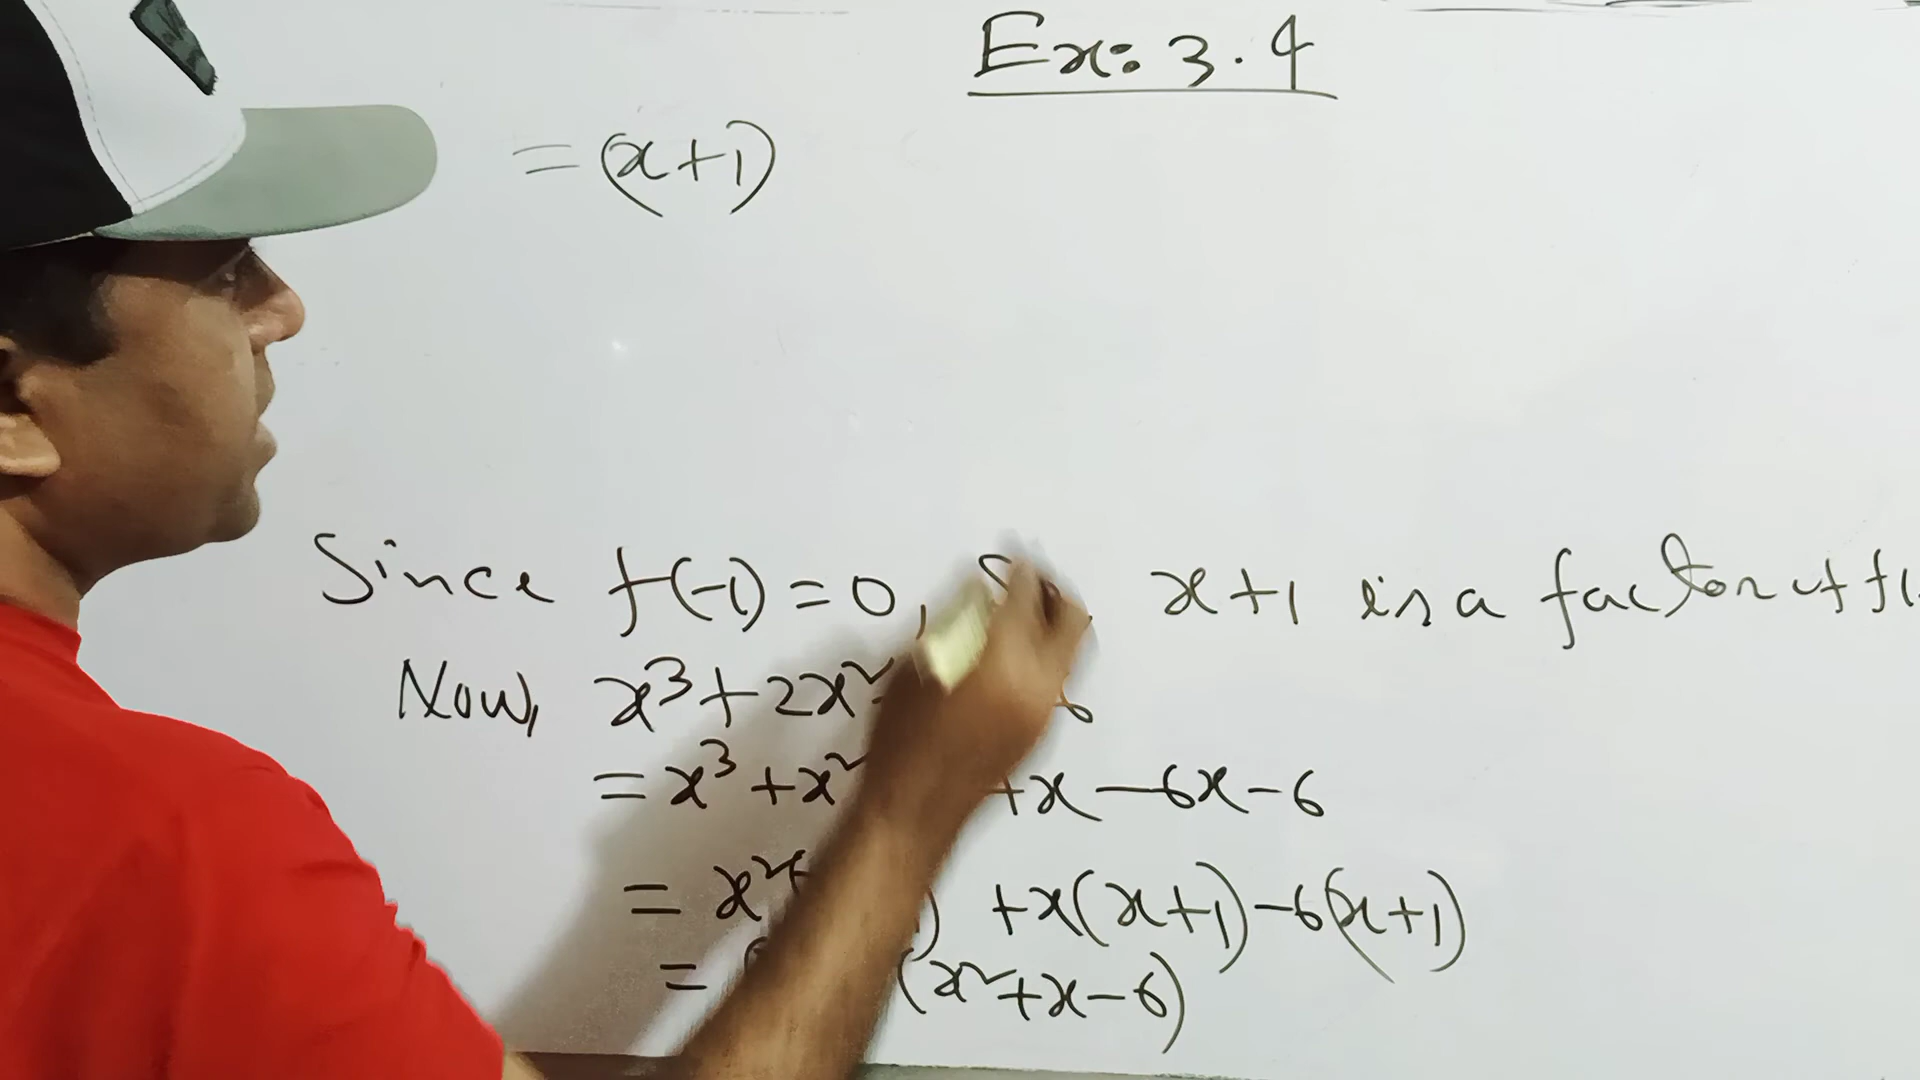 Ex: 3.4
= (x+1)
Since f(-1) = 0, x+1 is a factor of f(
Now, x³ + 2x² 6
= x³ + x² +x - 6x - 6
= x² ) +x(x+1) - 6(x+1)
= (x²+x-6)